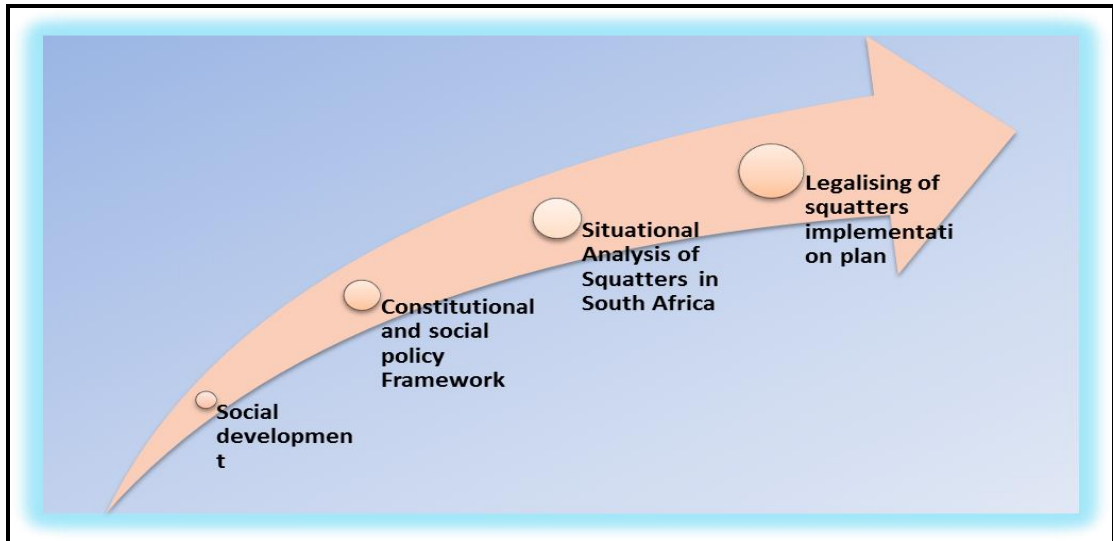 Social
developmen
t
Constitutional
and social
policy
Framework
Situational
Analysis of
Squatters in
South Africa
Legalising of
squatters
implementati
on plan